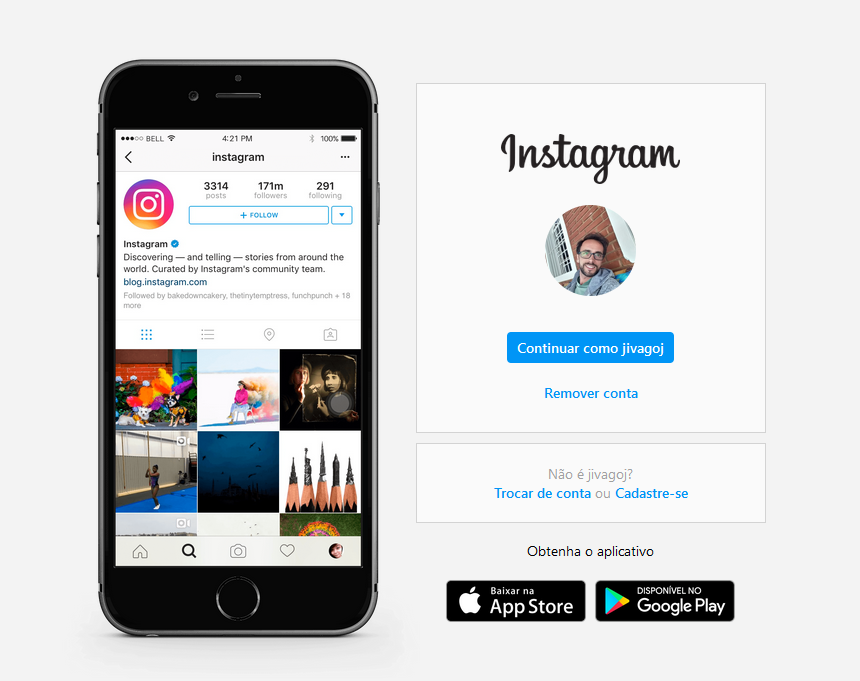 BELL
4:21 PM
100%
instagram
3314
171m
291
posts
followers
following
+ FOLLOW
Instagram
Discovering — and telling — stories from around the
world. Curated by Instagram's community team.
blog.instagram.com
Followed by bakedowncakery, thetinytemptress, funchpunch + 18
more
Instagram
Continuar como jivagoj
Remover conta
Não é jivagoj?
Trocar de conta ou Cadastre-se
Obtenha o aplicativo
Baixar na
App Store
DISPONÍVEL NO
Google Play